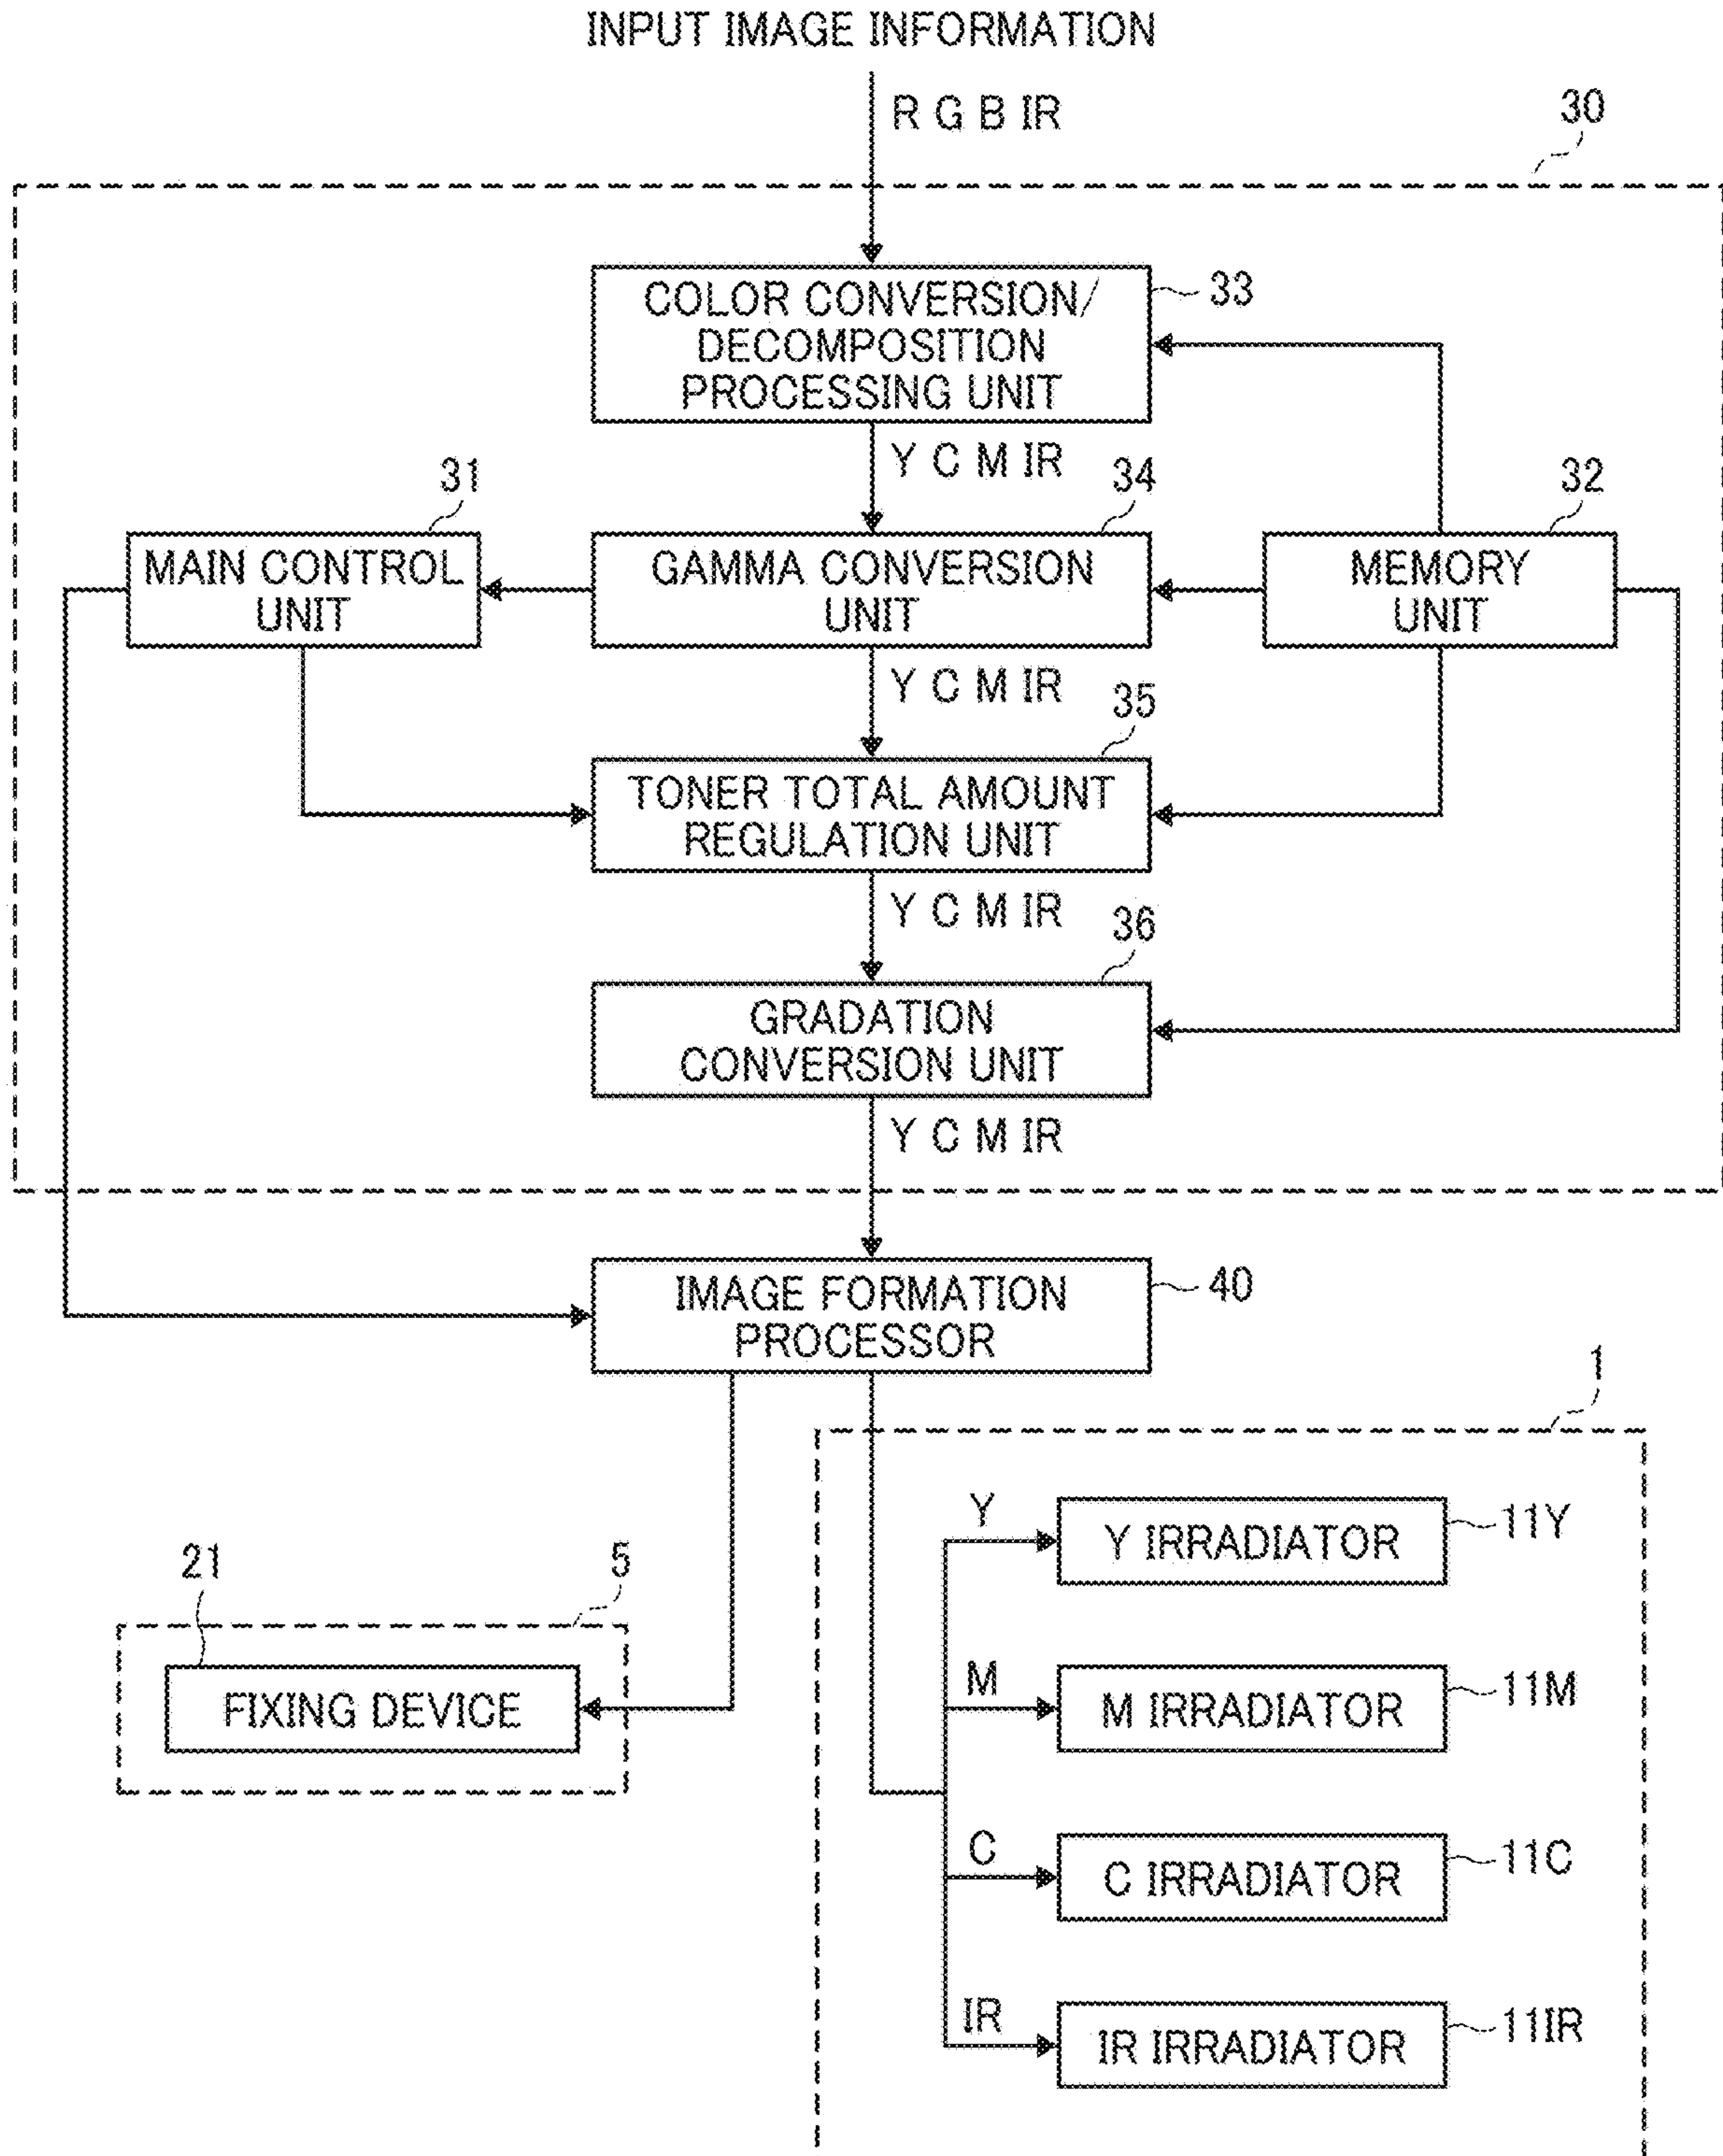 INPUT IMAGE INFORMATION
R G B IR
30
COLOR CONVERSION/
DECOMPOSITION
PROCESSING UNIT
33
Y C M IR
31
34
32
MAIN CONTROL
UNIT
GAMMA CONVERSION
UNIT
MEMORY
UNIT
Y C M IR
35
TONER TOTAL AMOUNT
REGULATION UNIT
Y C M IR
36
GRADATION
CONVERSION UNIT
Y C M IR
IMAGE FORMATION
PROCESSOR
40
1
Y
Y IRRADIATOR
11Y
21
5
FIXING DEVICE
M
M IRRADIATOR
11M
C
C IRRADIATOR
11C
IR
IR IRRADIATOR
11IR